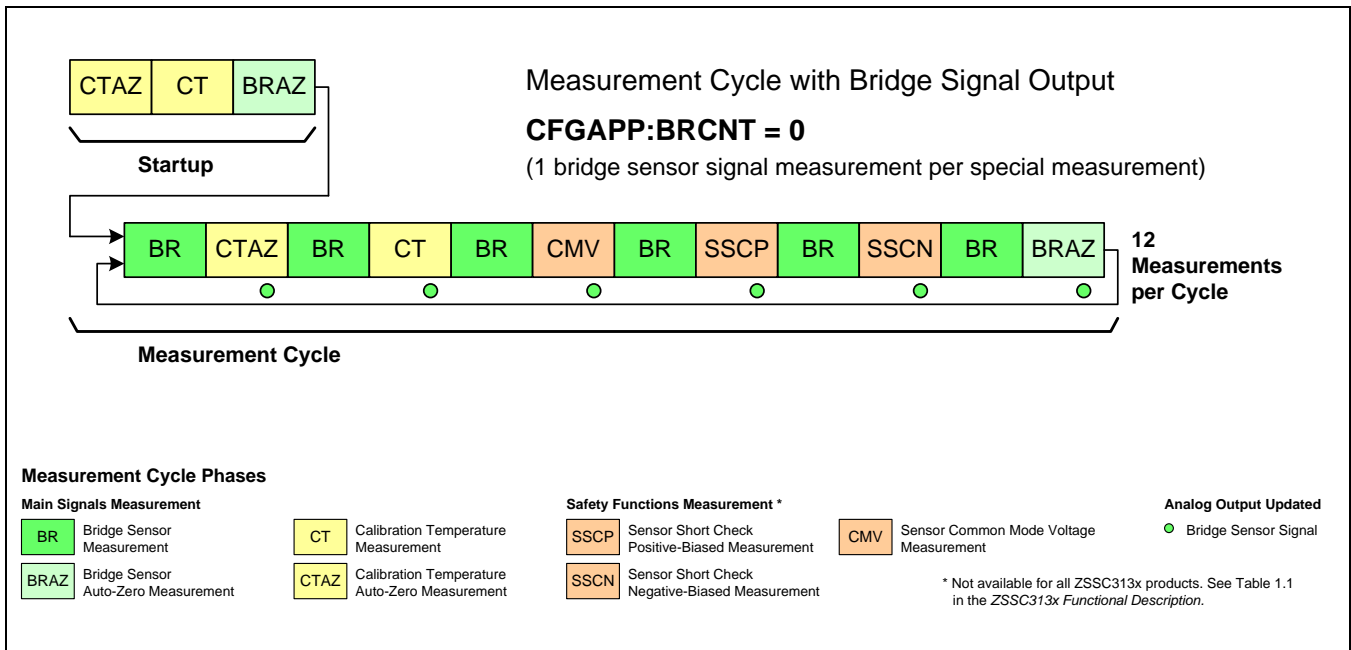 CTAZ CT BRAZ
Startup
Measurement Cycle with Bridge Signal Output
CFGAPP:BRCNT = 0
(1 bridge sensor signal measurement per special measurement)
BR CTAZ BR CT BR CMV BR SSCP BR SSCN BR BRAZ
12
Measurements
per Cycle
Measurement Cycle
Measurement Cycle Phases
Main Signals Measurement
BR
Bridge Sensor
Measurement
BRAZ
Bridge Sensor
Auto-Zero Measurement
CT
Calibration Temperature
Measurement
CTAZ
Calibration Temperature
Auto-Zero Measurement
Safety Functions Measurement *
SSCP
Sensor Short Check
Positive-Biased Measurement
SSCN
Sensor Short Check
Negative-Biased Measurement
CMV
Sensor Common Mode Voltage
Measurement
Analog Output Updated
Bridge Sensor Signal
* Not available for all ZSSC313x products. See Table 1.1
in the ZSSC313x Functional Description.